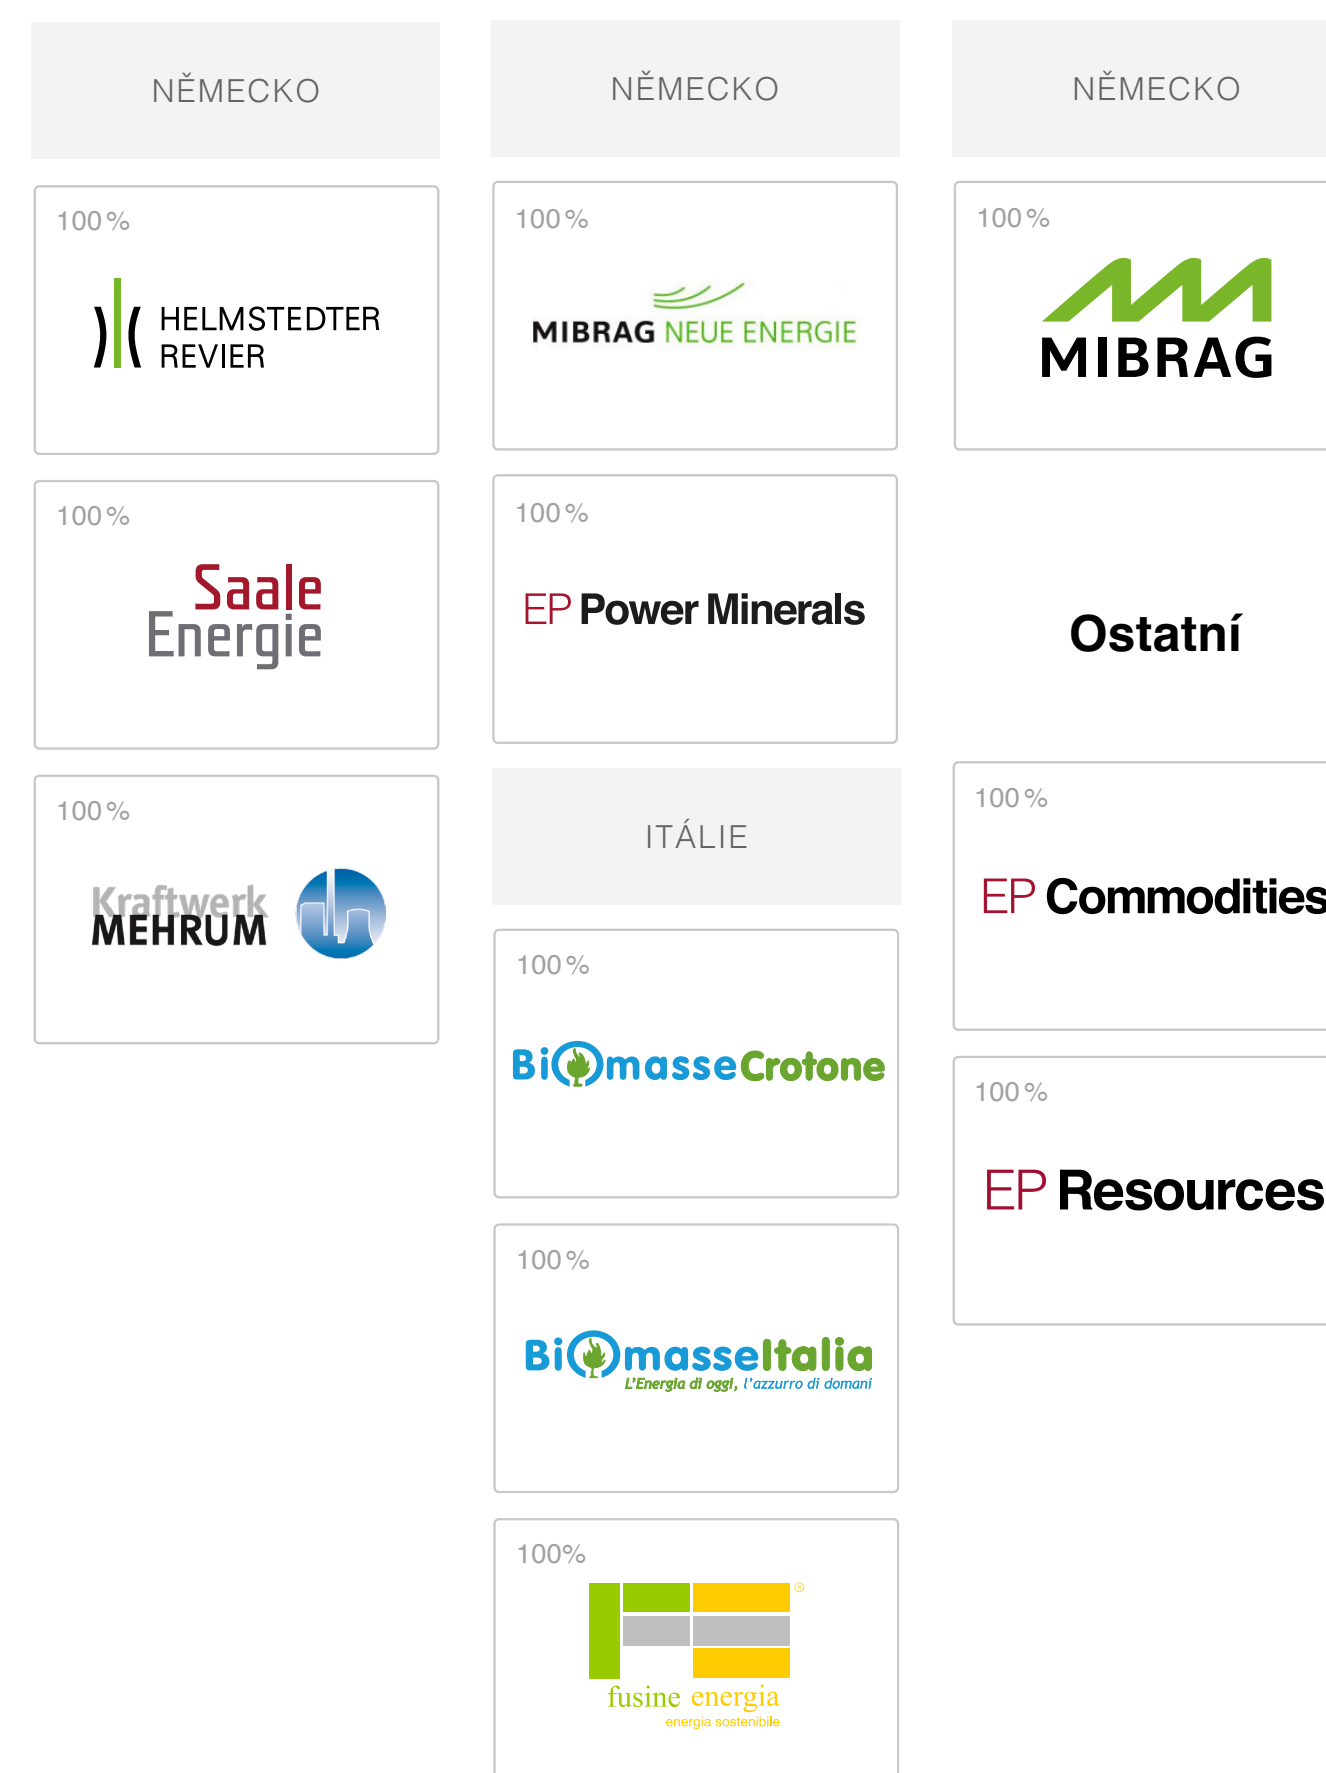 NĚMECKO
100 %
HELMSTEDTER
REVIER
100 %
Saale
Energie
100 %
Kraftwerk
MEHRUM
NĚMECKO
100 %
MIBRAG NEUE ENERGIE
100 %
EP Power Minerals
ITÁLIE
100 %
BiOmasseCrotone
100 %
BiOmasseItalia
L'Energia di oggi, l'azzurro di domani
100%
®
fusine energia
energia sostenibile
NĚMECKO
100 %
MIBRAG
Ostatní
100 %
EP Commodities
100 %
EP Resources